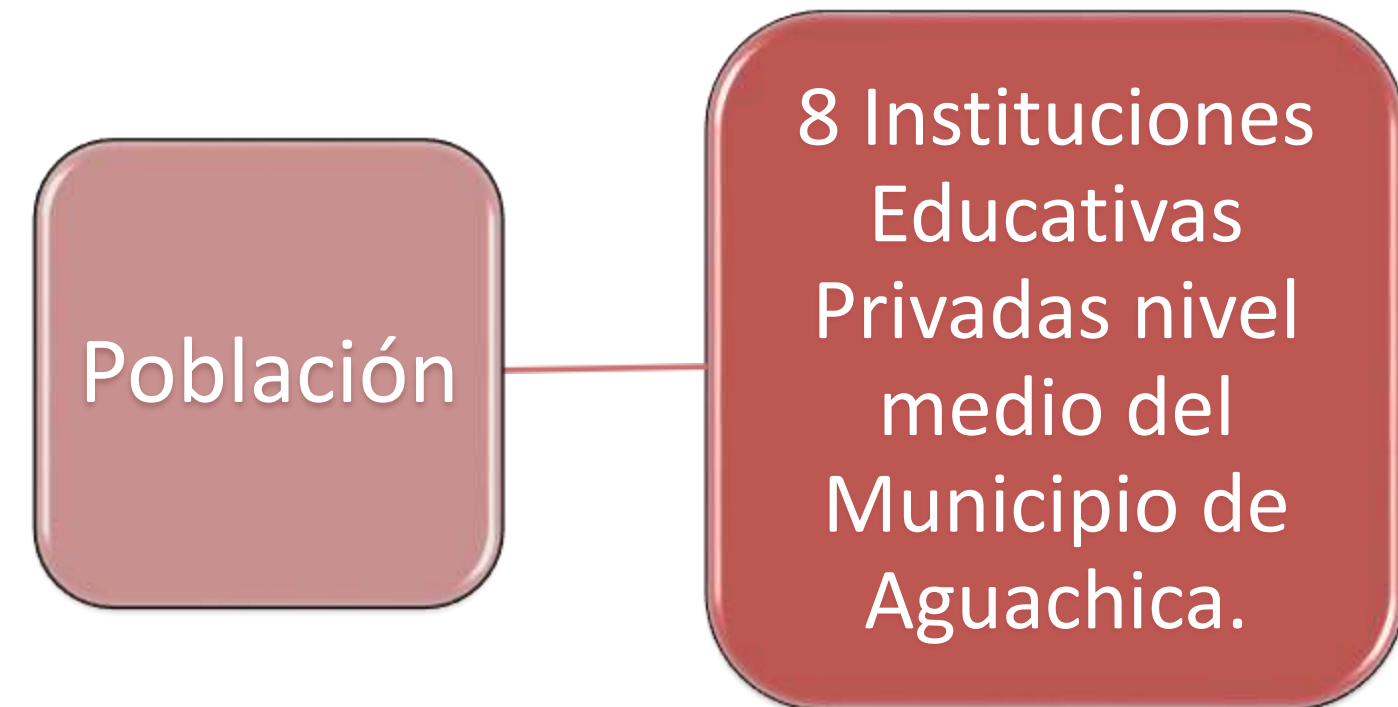 Población
8 Instituciones
Educativas
Privadas nivel
medio del
Municipio de
Aguachica.